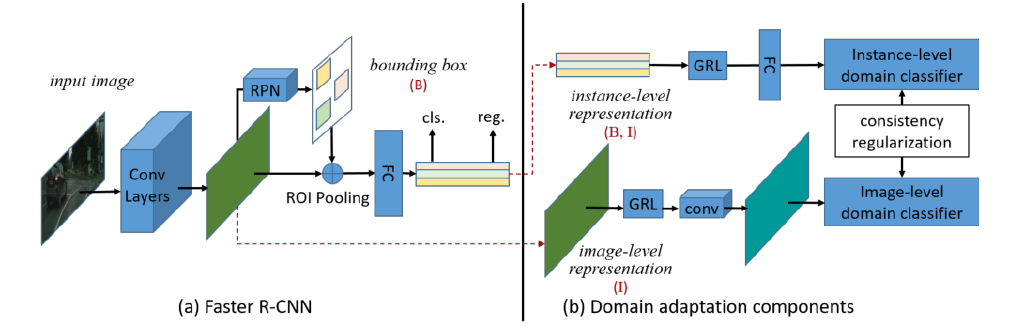 input image
Conv
Layers
RPN
bounding box
(B)
cls.
reg.
FC
ROI Pooling
(a) Faster R-CNN
instance-level
representation
(B, I)
GRL
FC
Instance-level
domain classifier
consistency
regularization
Image-level
domain classifier
GRL
conv
image-level
representation
(I)
(b) Domain adaptation components